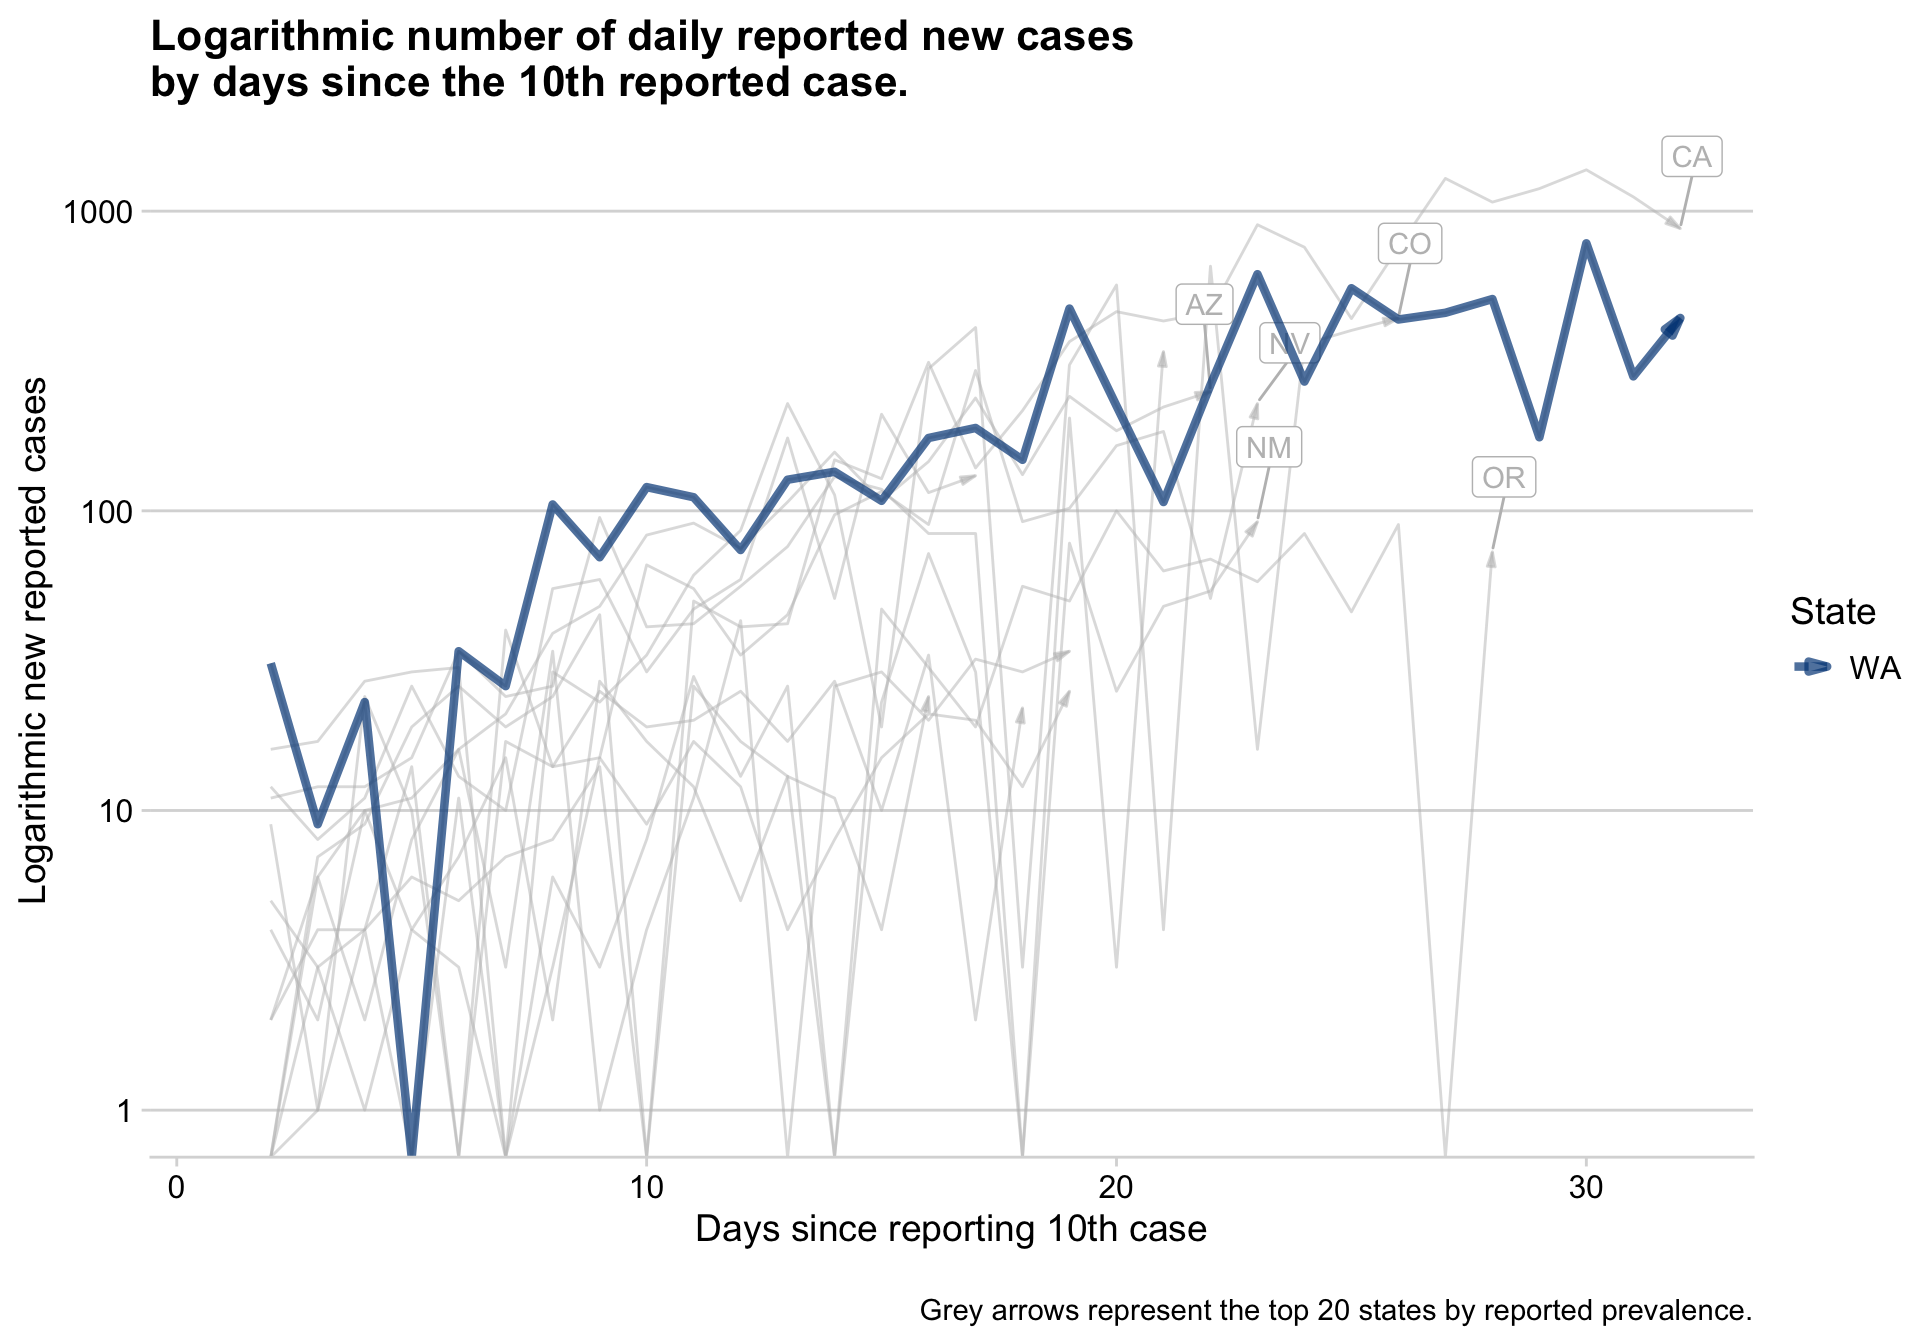 Logarithmic number of daily reported new cases
by days since the 10th reported case.
CA
CO
AZ
NV
NM
OR
1000
100
10
1
Logarithmic new reported cases
0
10
20
30
Days since reporting 10th case
State
WA
Grey arrows represent the top 20 states by reported prevalence.